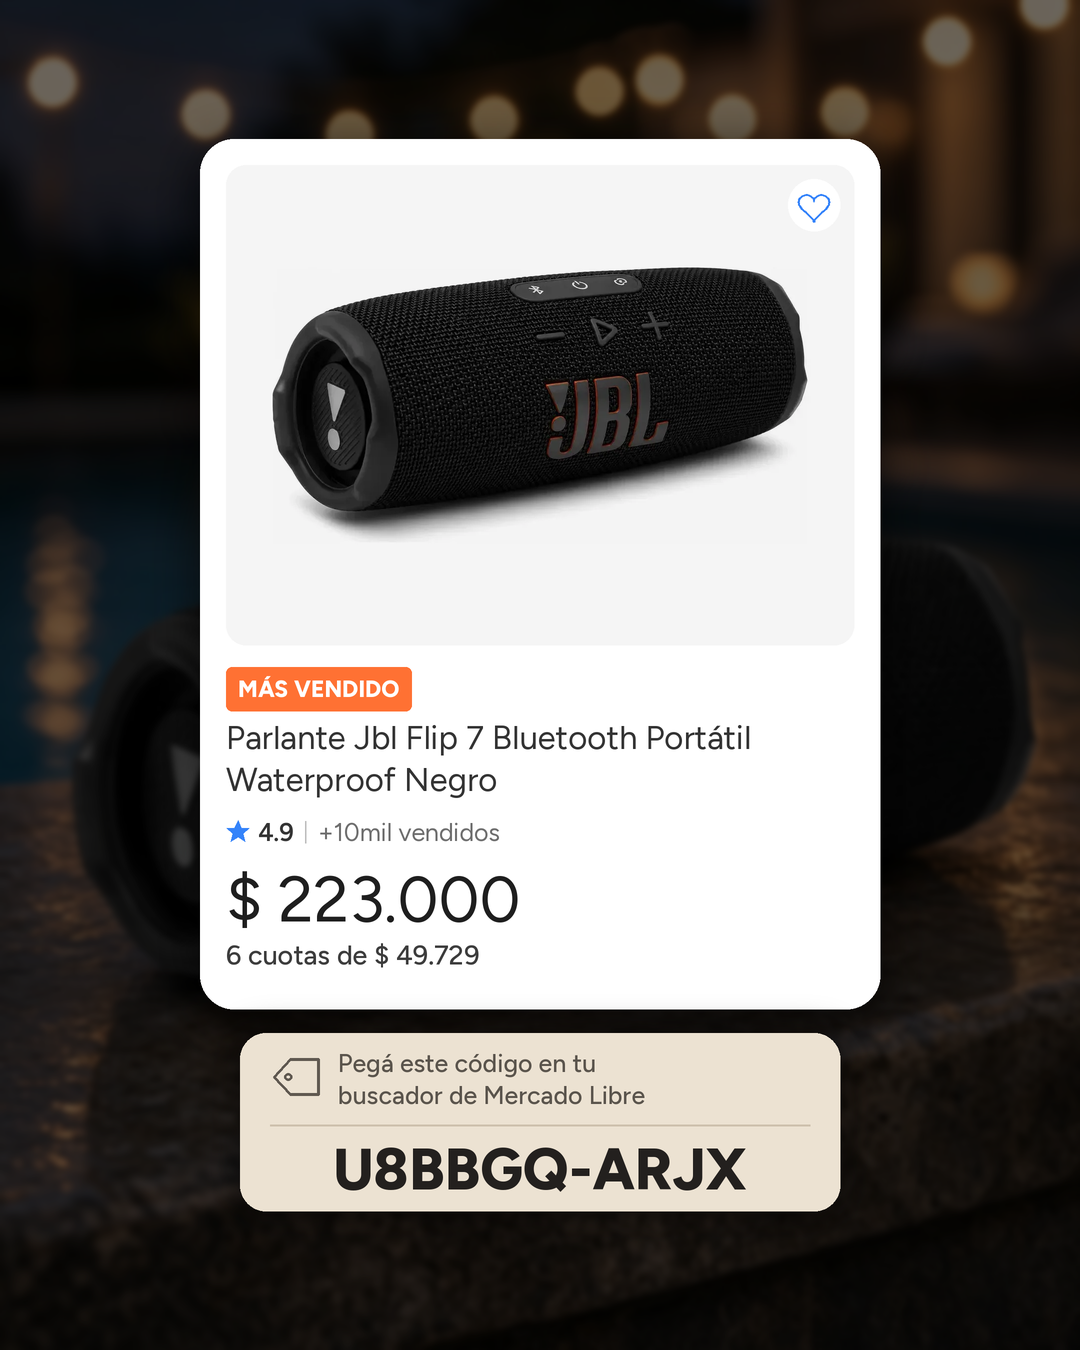 JBL
MÁS VENDIDO
Parlante Jbl Flip 7 Bluetooth Portátil
Waterproof Negro
4.9 | +10mil vendidos
$ 223.000
6 cuotas de $ 49.729
Pegá este código en tu
buscador de Mercado Libre
U8BBGQ-ARJX